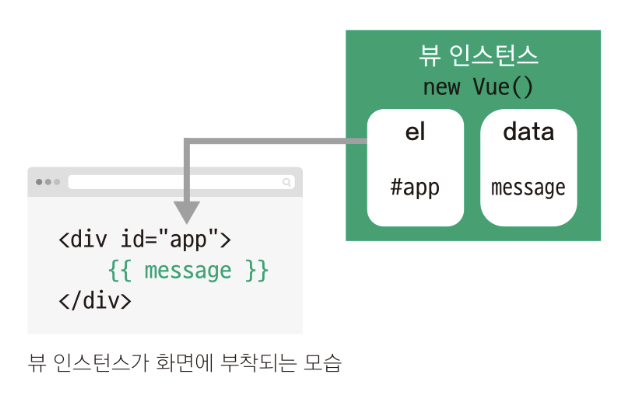 뷰 인스턴스
new Vue()
el
data
#app
message
<div id="app">
{{ message }}
</div>
뷰 인스턴스가 화면에 부착되는 모습